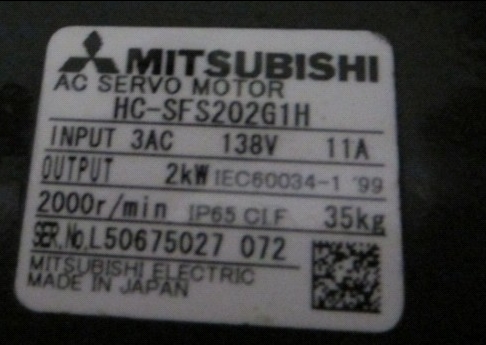 MITSUBISHI
AC SERVO MOTOR
HC-SFS202G1H
INPUT 3AC 138V 11A
OUTPUT 2kW IEC60034-1 '99
2000r/min IP65 Cl.F 35kg
SER.No.L50675027 072
MITSUBISHI ELECTRIC
MADE IN JAPAN